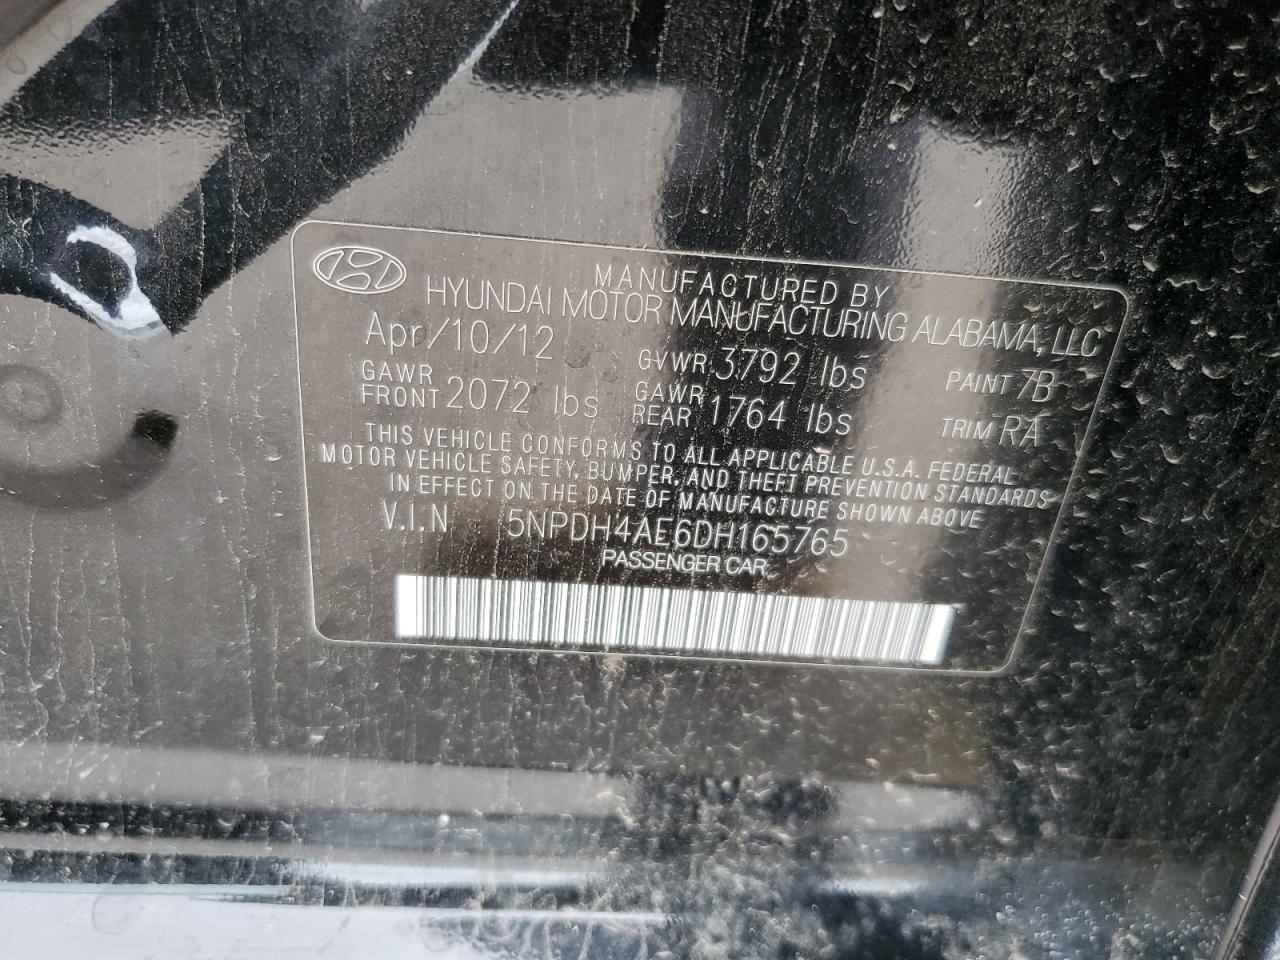 MANUFACTURED BY
HYUNDAI MOTOR MANUFACTURING ALABAMA, LLC
Apr/10/12 GVWR 3792 lbs PAINT 7B
GAWR FRONT 2072 lbs GAWR REAR 1764 lbs TRIM RA
THIS VEHICLE CONFORMS TO ALL APPLICABLE U.S.A. FEDERAL
MOTOR VEHICLE SAFETY, BUMPER, AND THEFT PREVENTION STANDARDS
IN EFFECT ON THE DATE OF MANUFACTURE SHOWN ABOVE
V.I.N 5NPDH4AE6DH165765
PASSENGER CAR